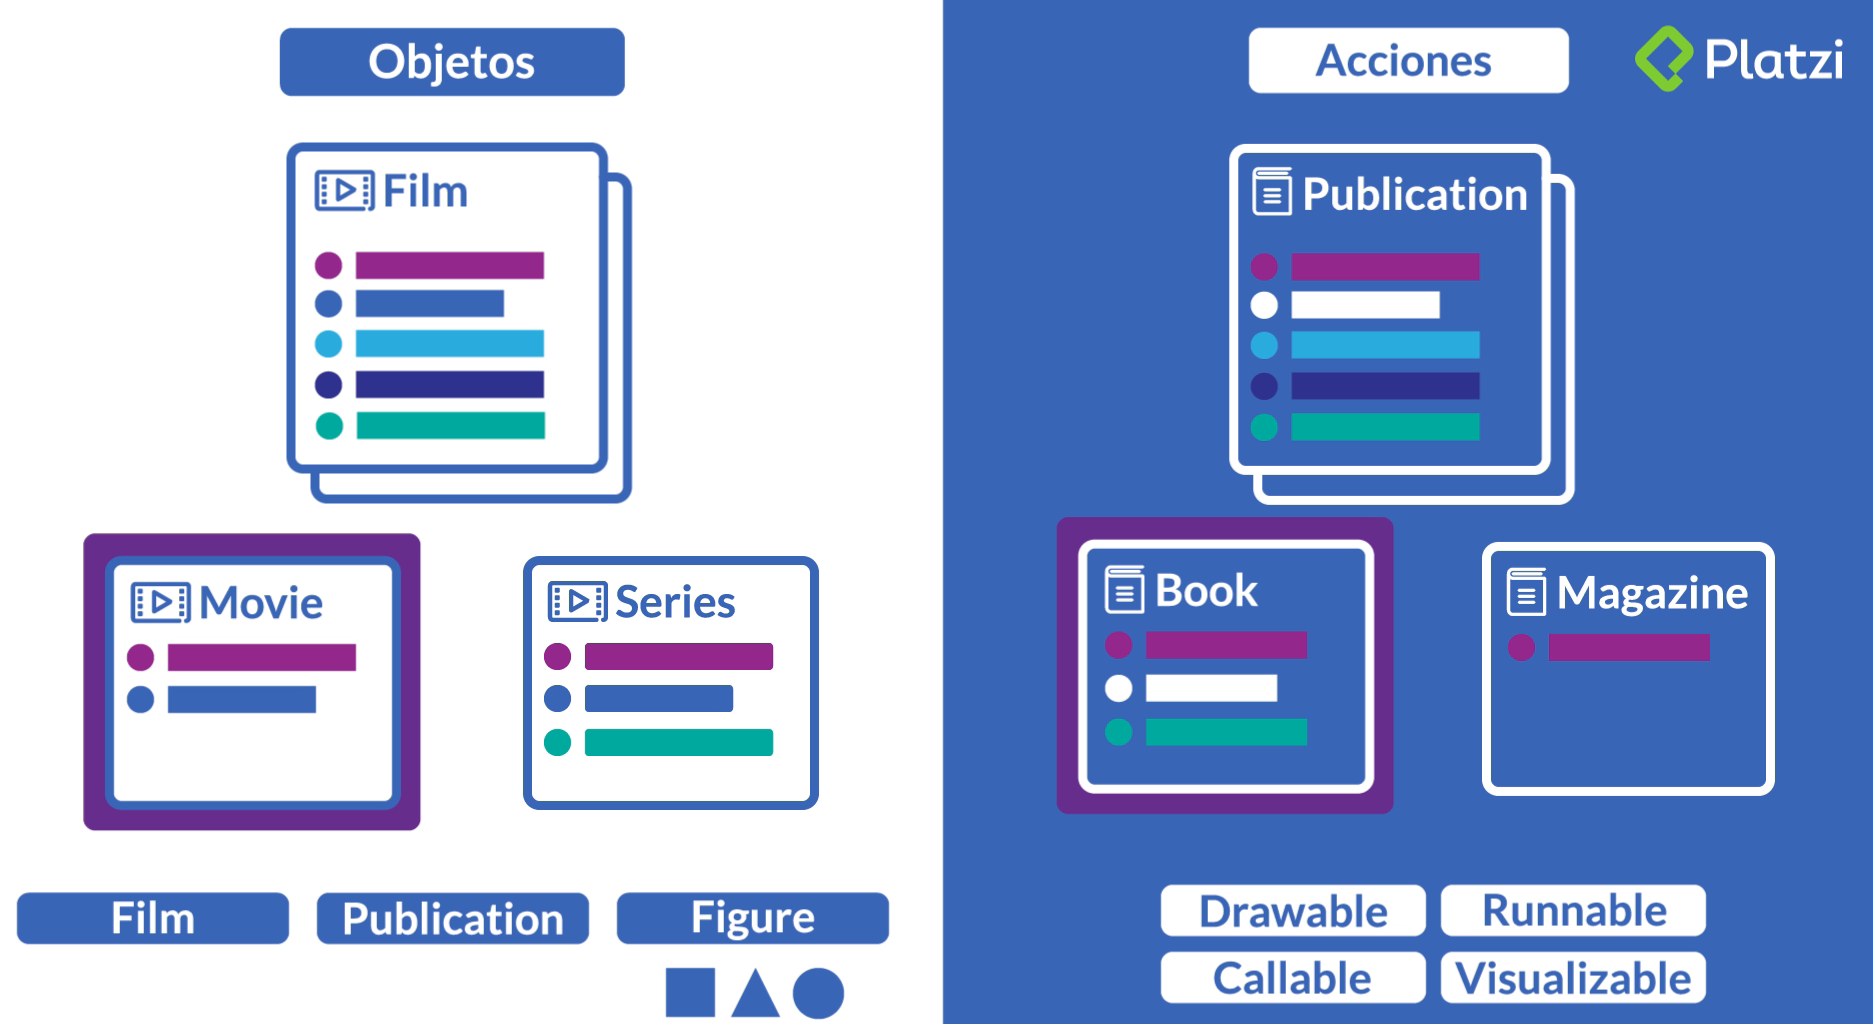 Objetos
Film
Movie
Series
Film
Publication
Figure
Acciones
Platzi
Publication
Book
Magazine
Drawable
Runnable
Callable
Visualizable